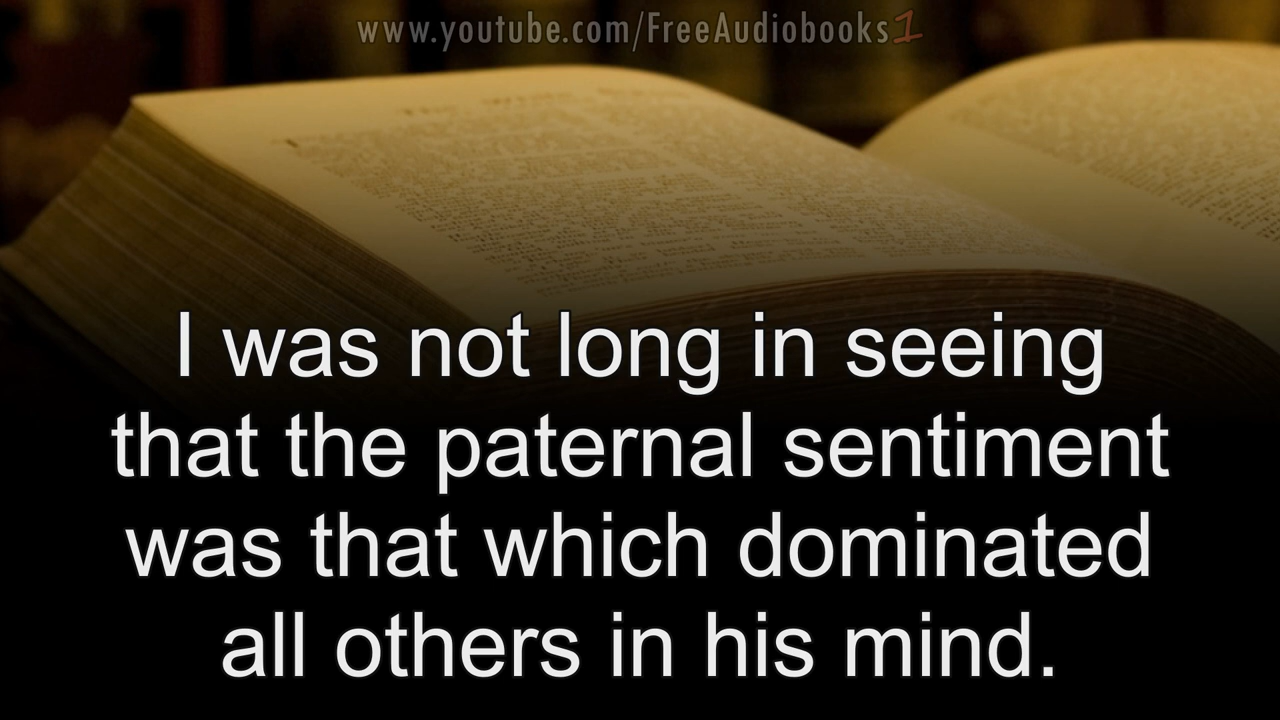 www.youtube.com/FreeAudiobooks1
I was not long in seeing
that the paternal sentiment
was that which dominated
all others in his mind.